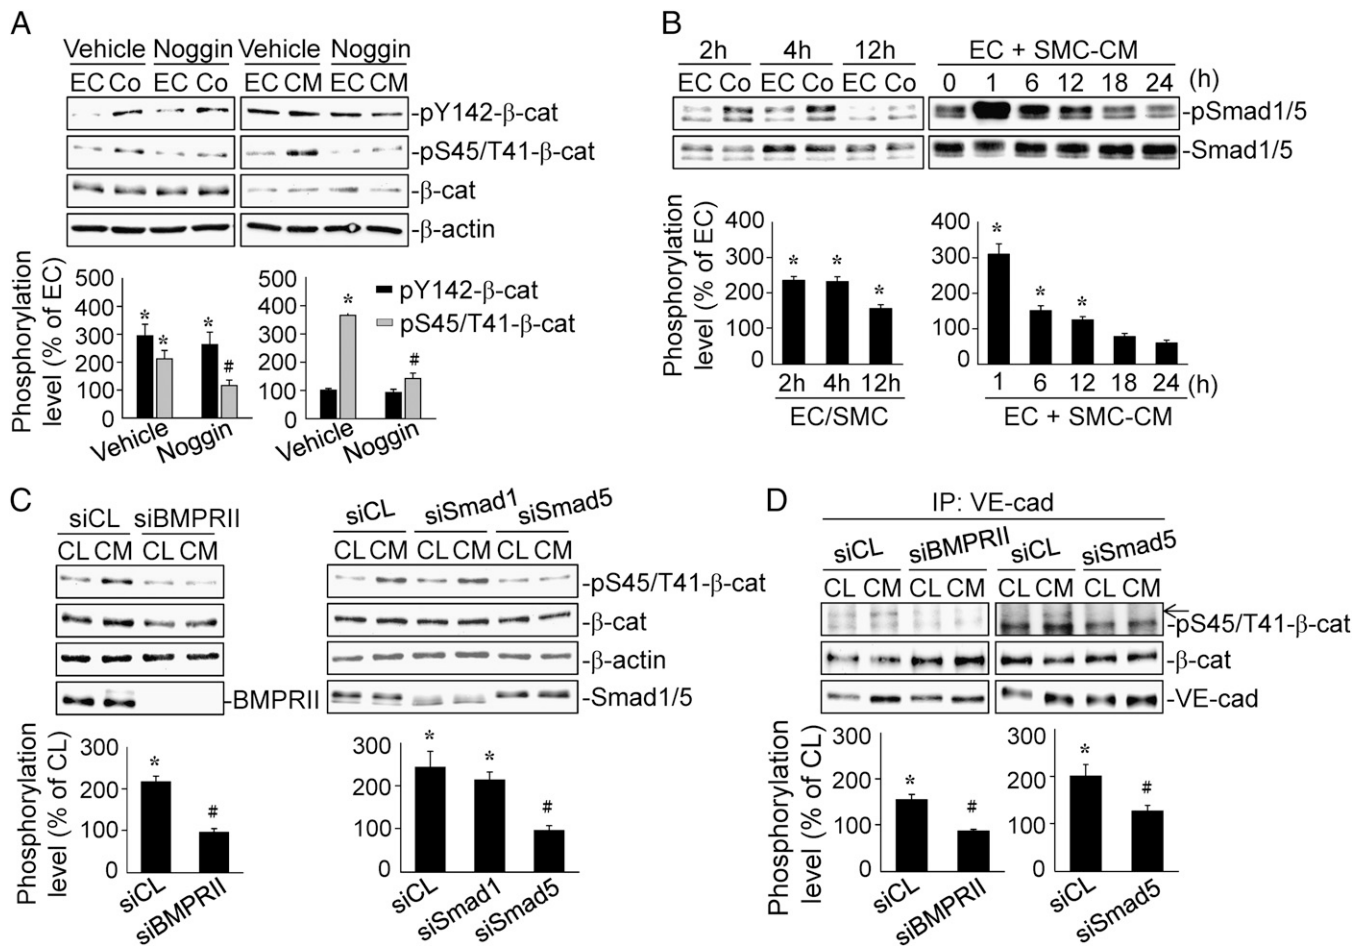 A
Vehicle Noggin Vehicle Noggin
EC Co EC Co EC CM EC CM
-pY142-β-cat
-pS45/T41-β-cat
-β-cat
-β-actin
Phosphorylation level (% of EC)
500
400
300
200
100
0
* * * #
Vehicle Noggin
500
400
300
200
100
0
* #
Vehicle Noggin
pY142-β-cat
pS45/T41-β-cat
B
2h 4h 12h EC + SMC-CM
EC Co EC Co EC Co 0 1 6 12 18 24 (h)
-pSmad1/5
-Smad1/5
Phosphorylation level (% of EC)
400
300
200
100
0
* * *
2h 4h 12h
EC/SMC
400
300
200
100
0
* * *
1 6 12 18 24 (h)
EC + SMC-CM
C
siCL siBMPRII siCL siSmad1 siSmad5
CL CM CL CM CL CM CL CM CL CM
-pS45/T41-β-cat
-β-cat
-β-actin
-BMPRII
-Smad1/5
Phosphorylation level (% of CL)
300
200
100
0
* #
siCL siBMPRII
300
200
100
0
* * #
siCL siSmad1 siSmad5
D
IP: VE-cad
siCL siBMPRII siCL siSmad5
CL CM CL CM CL CM CL CM
-pS45/T41-β-cat
-β-cat
-VE-cad
Phosphorylation level (% of CL)
300
200
100
0
* #
siCL siBMPRII
300
200
100
0
* #
siCL siSmad5